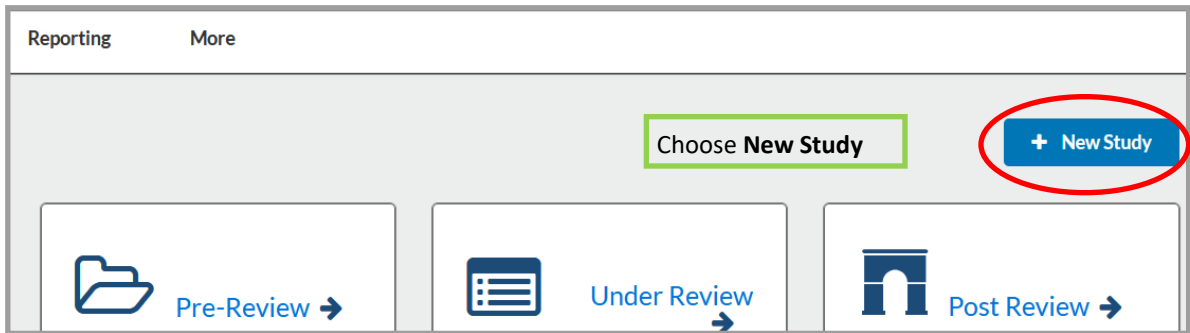 Reporting More
Choose New Study
+ New Study
Pre-Review →
Under Review
→
Post Review →